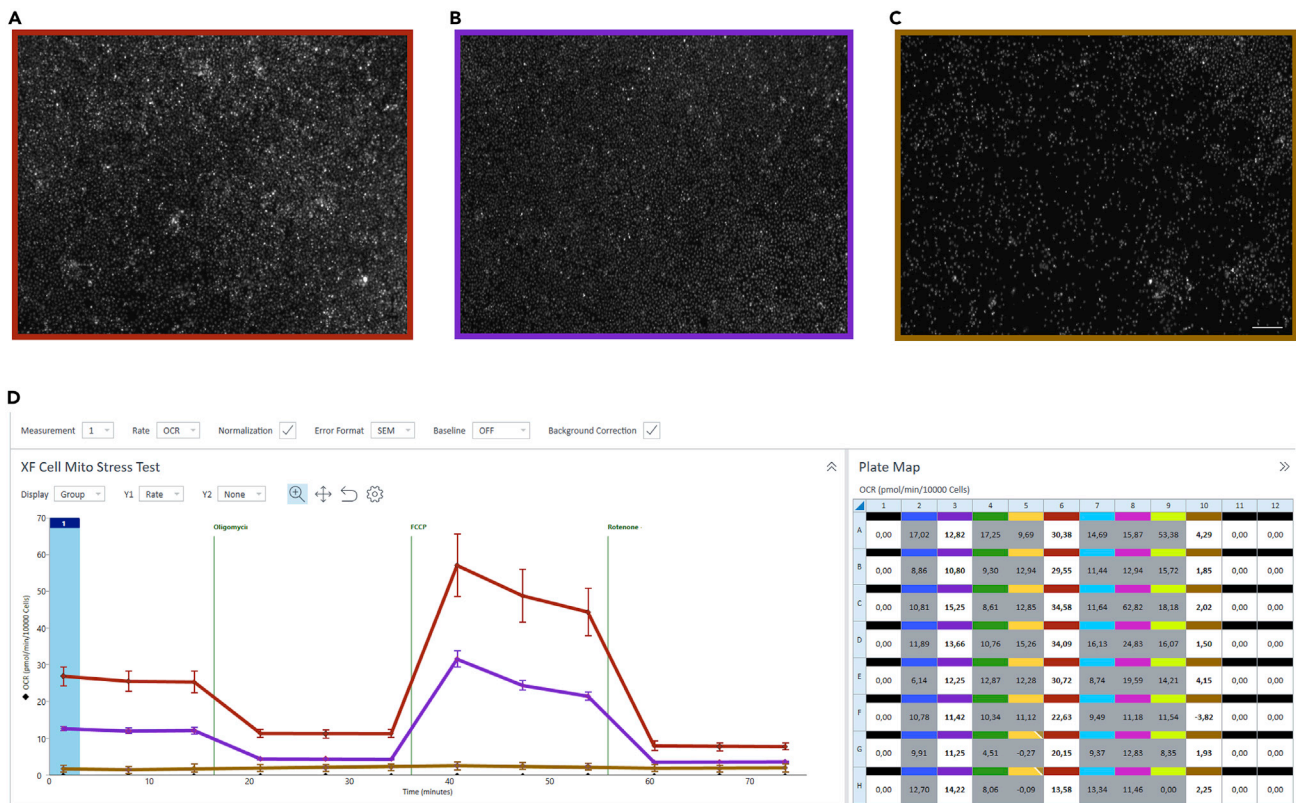 A
B
C
D
Measurement 1 Rate OCR Normalization Error Format SEM Baseline OFF Background Correction
XF Cell Mito Stress Test
Display Group Y1 Rate Y2 None
70
60
50
40
30
20
10
0
OCR (pmol/min/10000 Cells)
1
Oligomycin
FCCP
Rotenone
0 10 20 30 40 50 60 70
Time (minutes)
Plate Map
OCR (pmol/min/10000 Cells)
1 2 3 4 5 6 7 8 9 10 11 12
A 0,00 17,02 12,82 17,25 9,69 30,38 14,69 15,87 53,38 4,29 0,00 0,00
B 0,00 8,86 10,80 9,30 12,94 29,55 11,44 12,94 15,72 1,85 0,00 0,00
C 0,00 10,81 15,25 8,61 12,85 34,58 11,64 62,82 18,18 2,02 0,00 0,00
D 0,00 11,89 13,66 10,76 15,26 34,09 16,13 24,83 16,07 1,50 0,00 0,00
E 0,00 6,14 12,25 12,87 12,28 30,72 8,74 19,59 14,21 4,15 0,00 0,00
F 0,00 10,78 11,42 10,34 11,12 22,63 9,49 11,18 11,54 -3,82 0,00 0,00
G 0,00 9,91 11,25 4,51 -0,27 20,15 9,37 12,83 8,35 1,93 0,00 0,00
H 0,00 12,70 14,22 8,06 -0,09 13,58 13,34 11,46 0,00 2,25 0,00 0,00